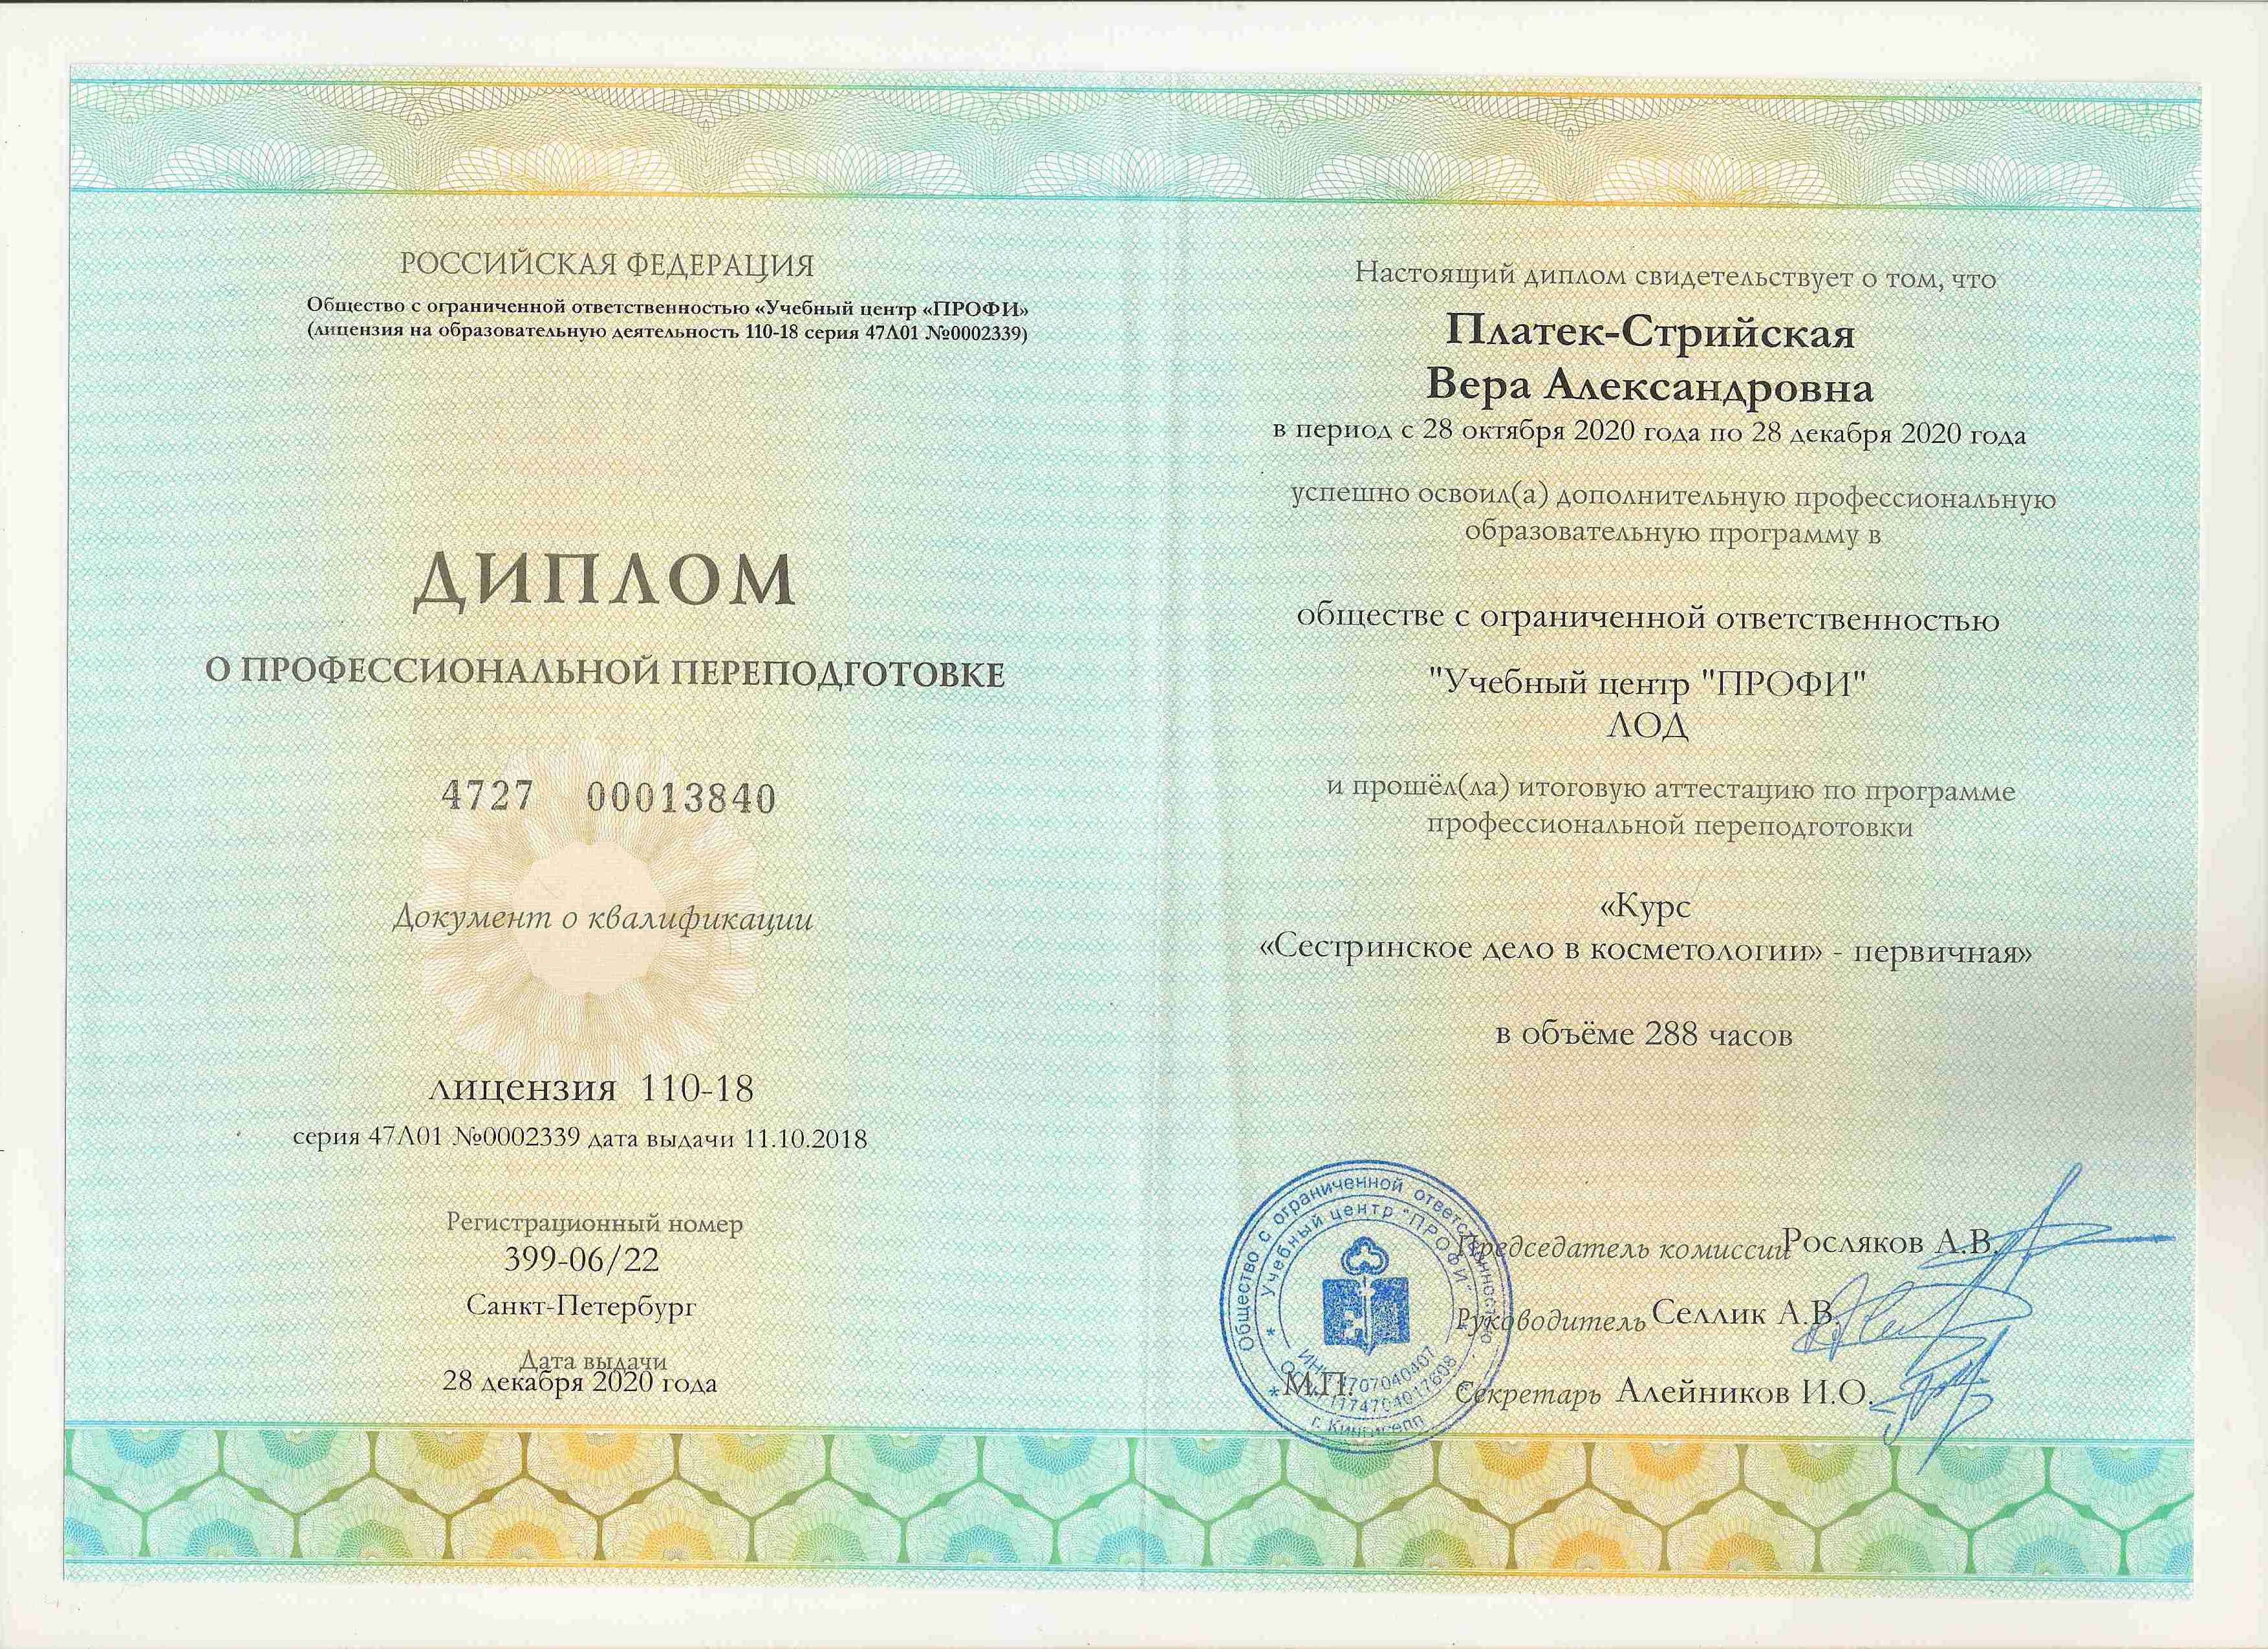 РОССИЙСКАЯ ФЕДЕРАЦИЯ
Общество с ограниченной ответственностью «Учебный центр «ПРОФИ»
(лицензия на образовательную деятельность 110-18 серия 47Л01 №0002339)
ДИПЛОМ
О ПРОФЕССИОНАЛЬНОЙ ПЕРЕПОДГОТОВКЕ
4727 00013840
Документ о квалификации
лицензия 110-18
серия 47Л01 №0002339 дата выдачи 11.10.2018
Регистрационный номер
399-06/22
Санкт-Петербург
Дата выдачи
28 декабря 2020 года
Настоящий диплом свидетельствует о том, что
Платек-Стрийская
Вера Александровна
в период с 28 октября 2020 года по 28 декабря 2020 года
успешно освоил(а) дополнительную профессиональную
образовательную программу в
обществе с ограниченной ответственностью
"Учебный центр "ПРОФИ"
ЛОД
и прошёл(ла) итоговую аттестацию по программе
профессиональной переподготовки
«Курс
«Сестринское дело в косметологии» - первичная»
в объёме 288 часов
Председатель комиссии Росляков А.В.
Руководитель Селлик А.В.
М.П.
Секретарь Алейников И.О.
Общество с ограниченной ответственностью
Учебный центр "ПРОФИ"
г. Кингисепп